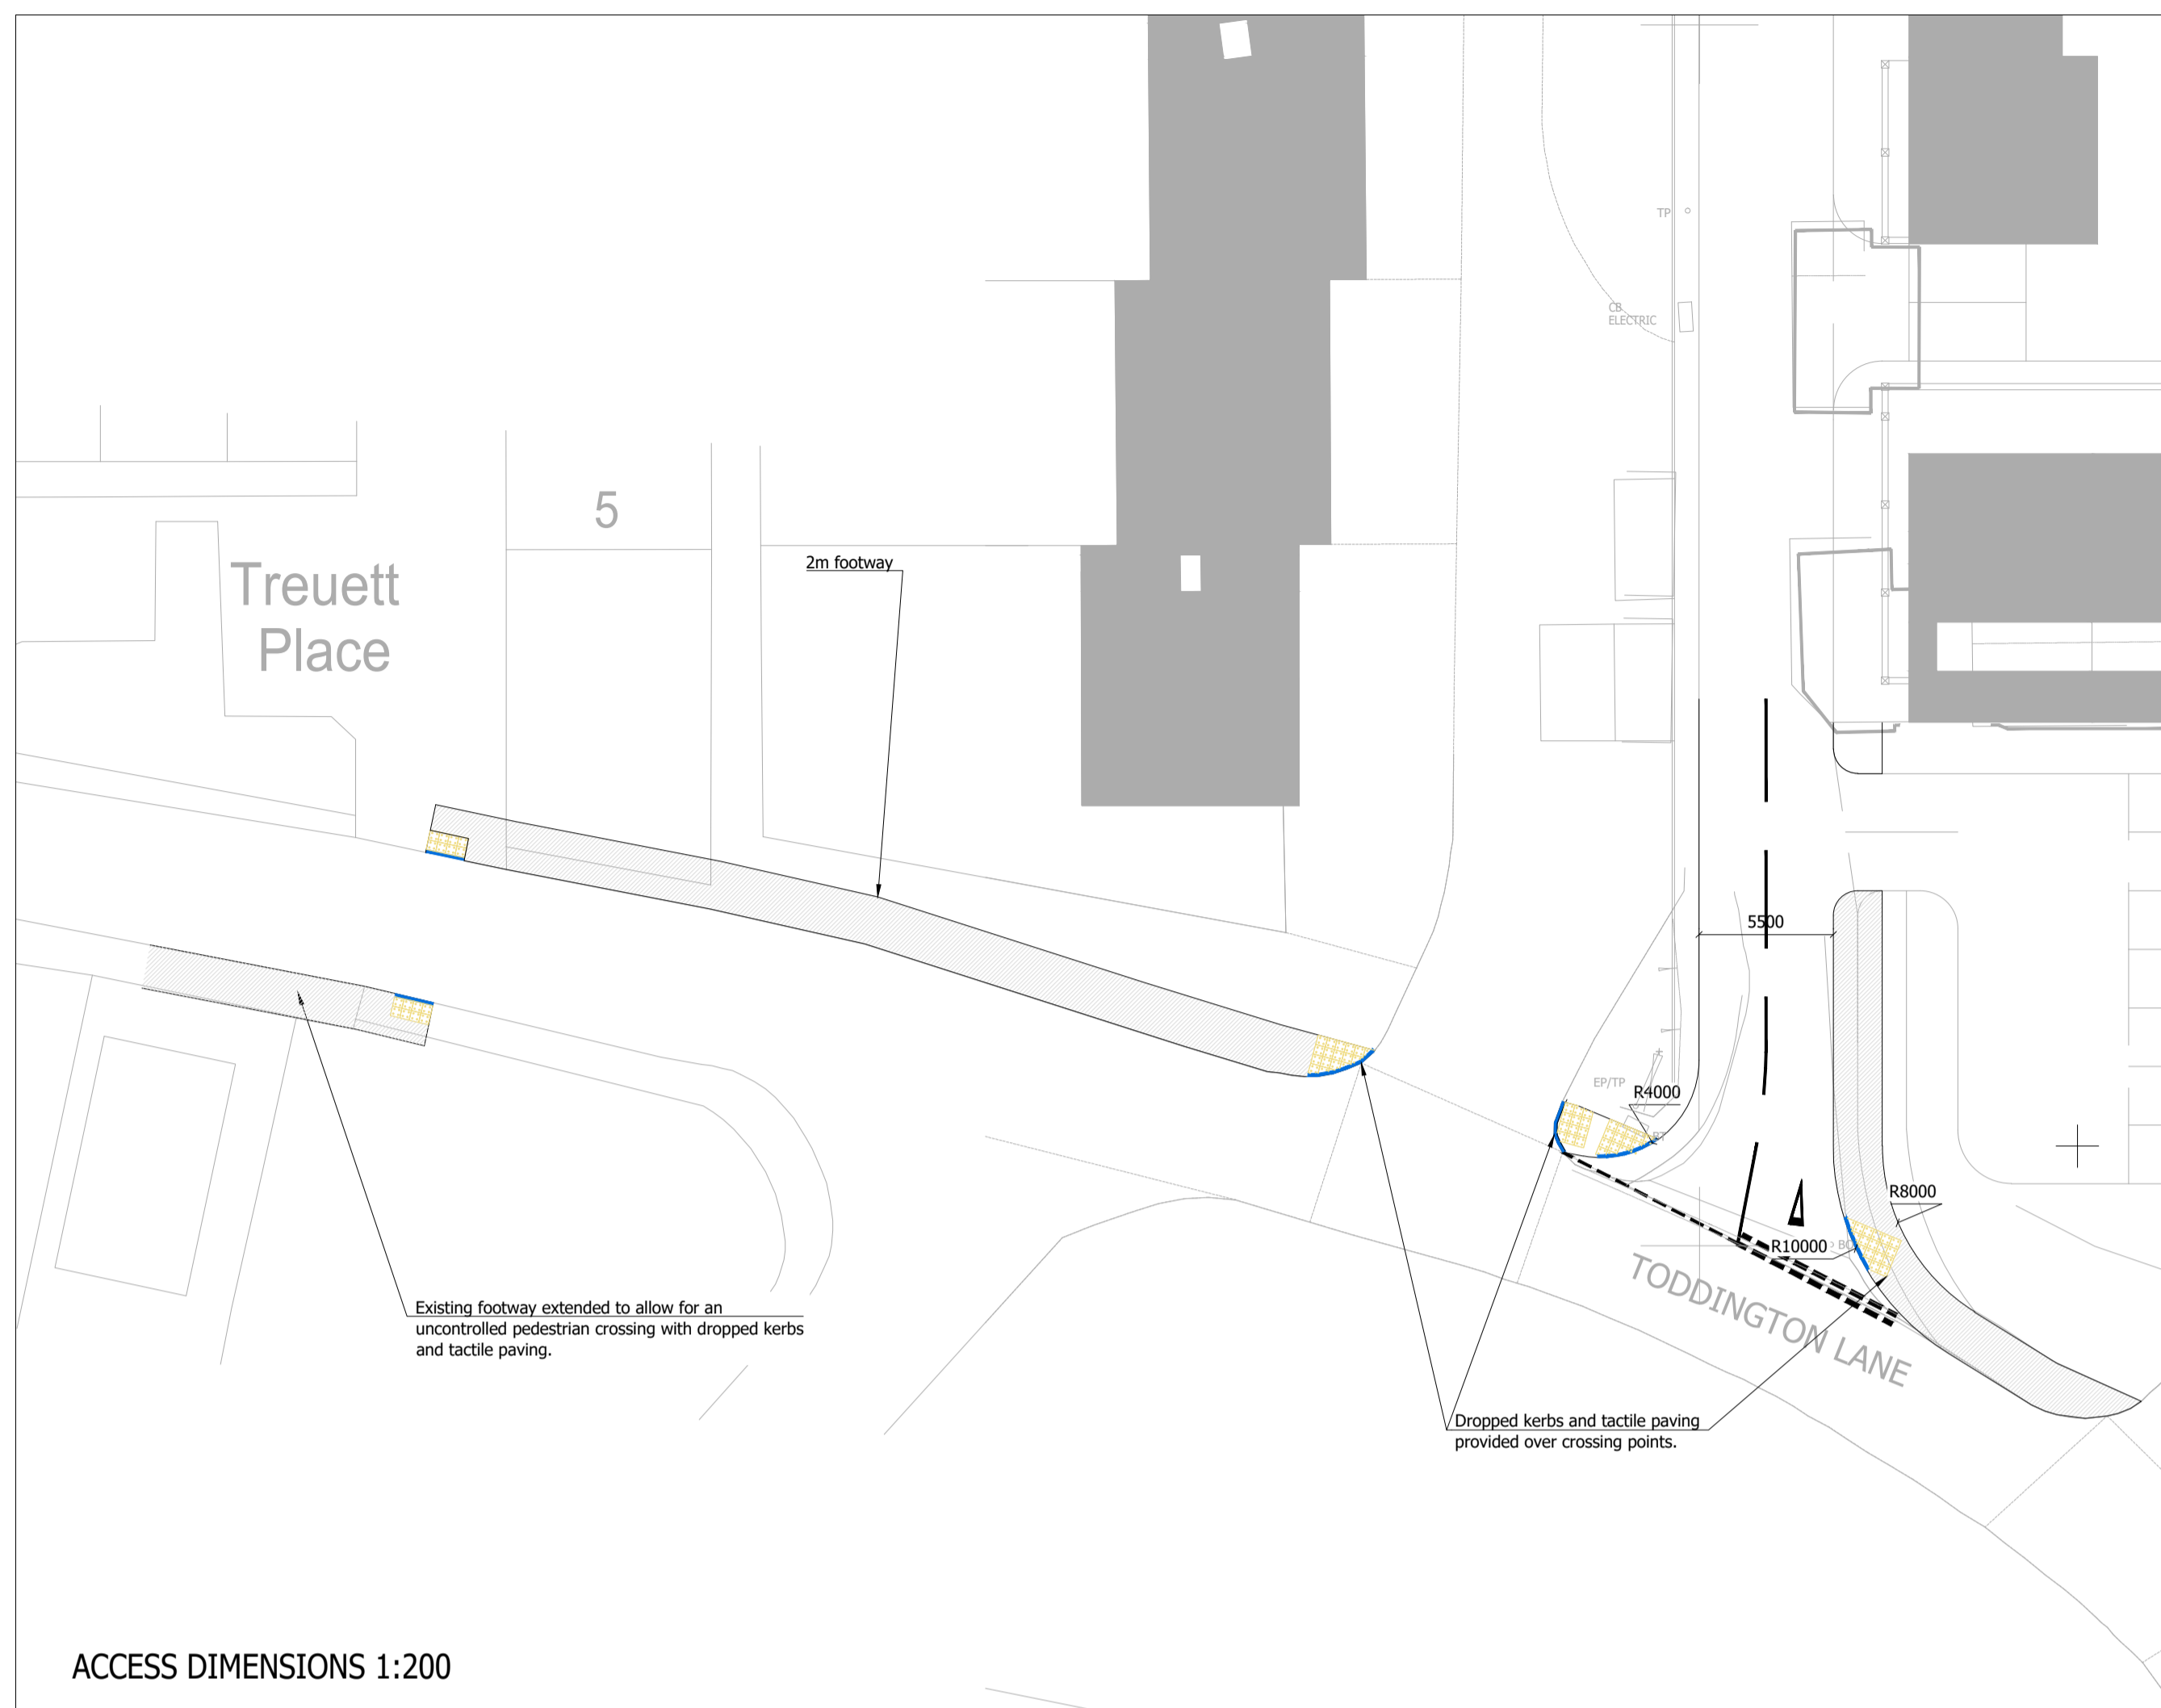 TP
CB
ELECTRIC
5
2m footway
Treuett
Place
5500
EP/TP
R4000
BT
R8000
R10000
BO
TODDINGTON LANE
Existing footway extended to allow for an
uncontrolled pedestrian crossing with dropped kerbs
and tactile paving.
Dropped kerbs and tactile paving
provided over crossing points.
ACCESS DIMENSIONS 1:200